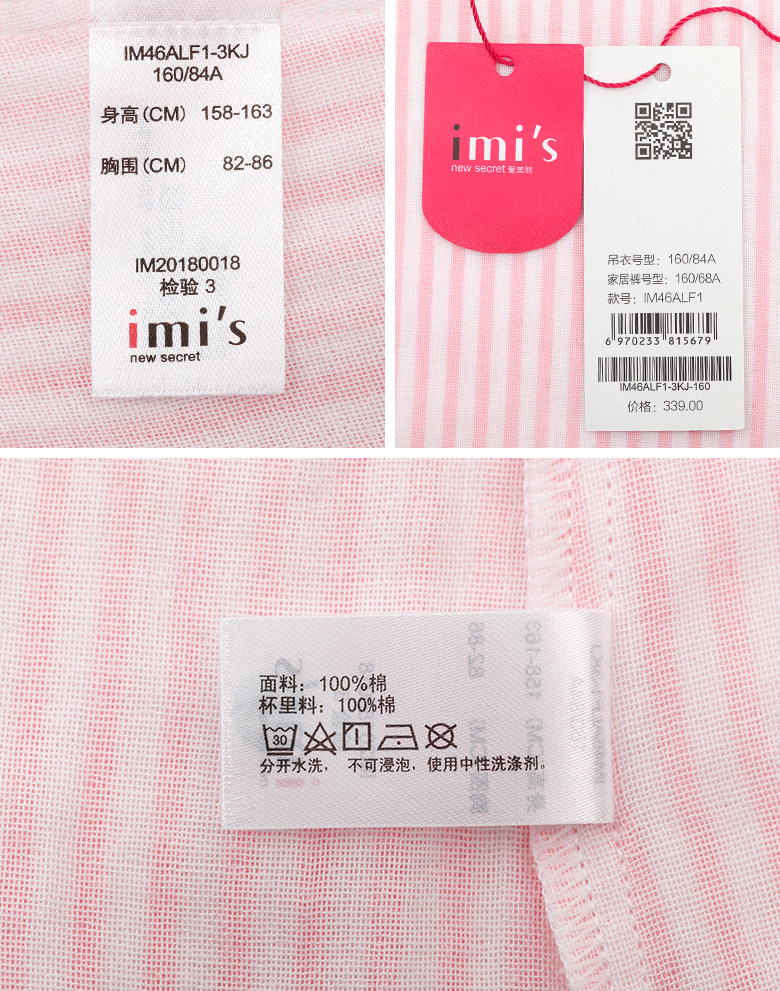 IM46ALF1-3KJ
160/84A
身高(CM) 158-163
胸围(CM) 82-86
IM20180018
检验 3
imi's
new secret
imi's
new secret 爱美丽
吊衣号型：160/84A
家居裤号型：160/68A
款号：IM46ALF1
6 970233 815679
IM46ALF1-3KJ-160
价格：339.00
面料：100%棉
杯里料：100%棉
30
分开水洗， 不可浸泡，使用中性洗涤剂。